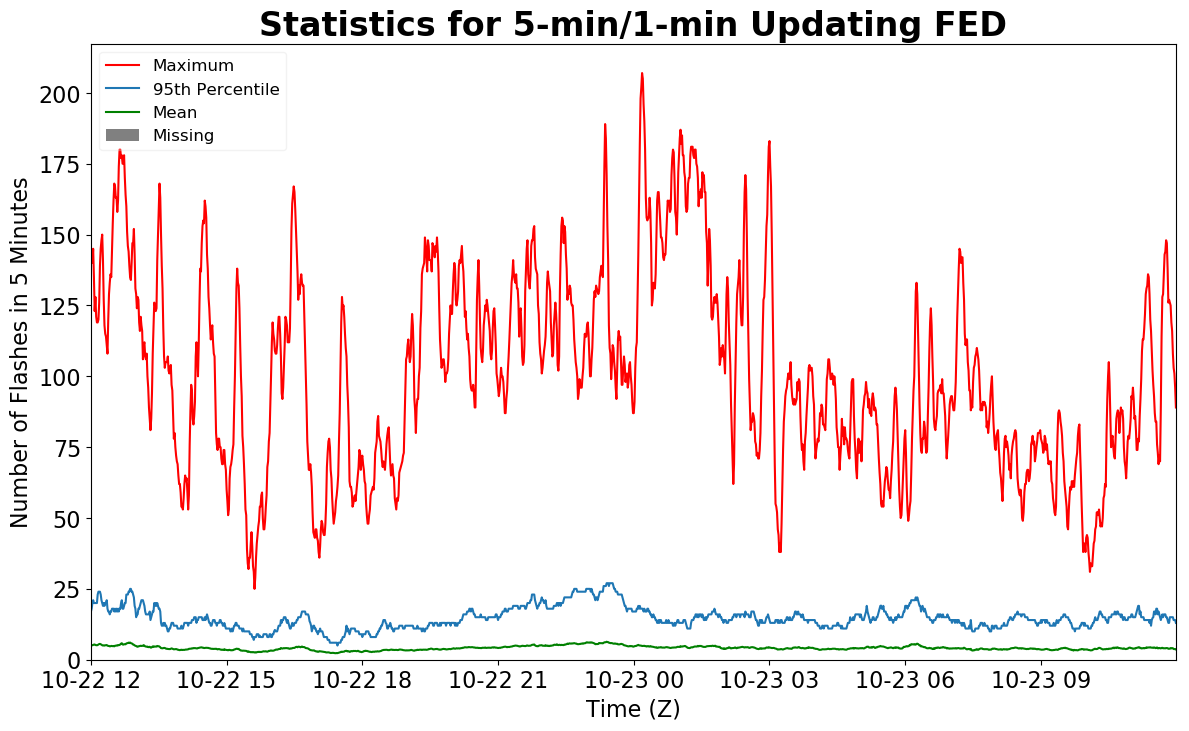 Statistics for 5-min/1-min Updating FED
Maximum
95th Percentile
Mean
Missing
Number of Flashes in 5 Minutes
200
175
150
125
100
75
50
25
0
10-22 12
10-22 15
10-22 18
10-22 21
10-23 00
10-23 03
10-23 06
10-23 09
Time (Z)